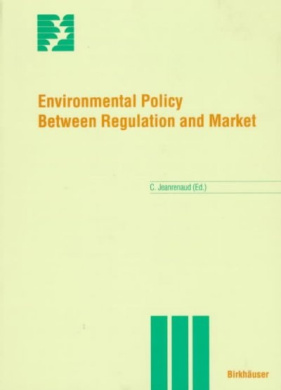 Environmental Policy
Between Regulation and Market
C. Jeanrenaud (Ed.)
Birkhäuser